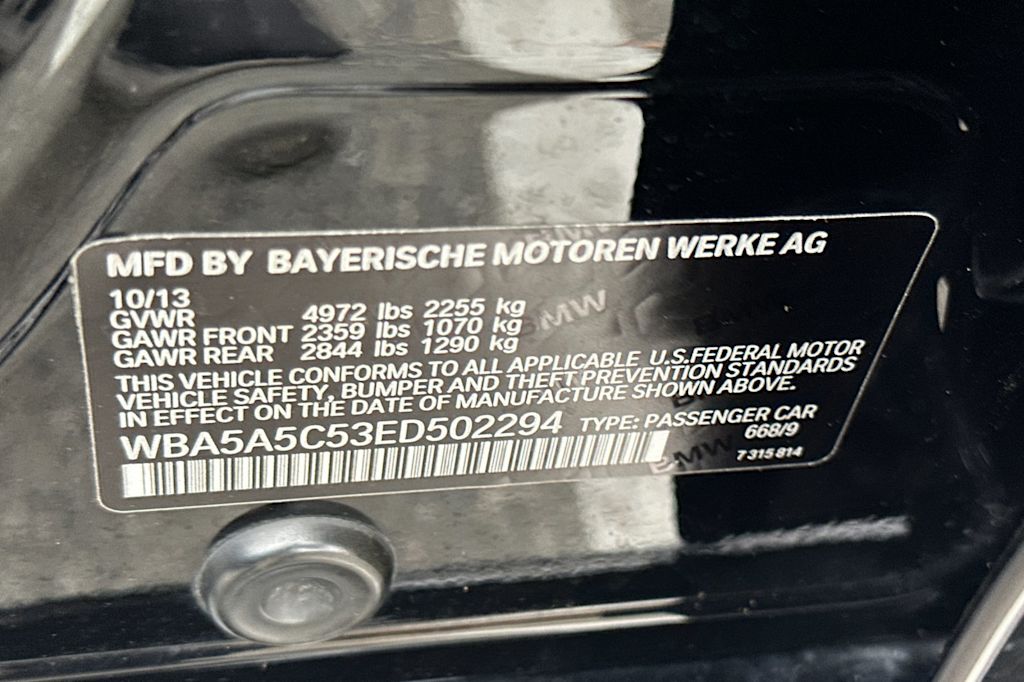 MFD BY BAYERISCHE MOTOREN WERKE AG
10/13
GVWR 4972 lbs 2255 kg
GAWR FRONT 2359 lbs 1070 kg
GAWR REAR 2844 lbs 1290 kg
THIS VEHICLE CONFORMS TO ALL APPLICABLE U.S.FEDERAL MOTOR
VEHICLE SAFETY, BUMPER AND THEFT PREVENTION STANDARDS
IN EFFECT ON THE DATE OF MANUFACTURE SHOWN ABOVE.
WBA5A5C53ED502294 TYPE: PASSENGER CAR
668/9
7 315 814
BMW
BMW